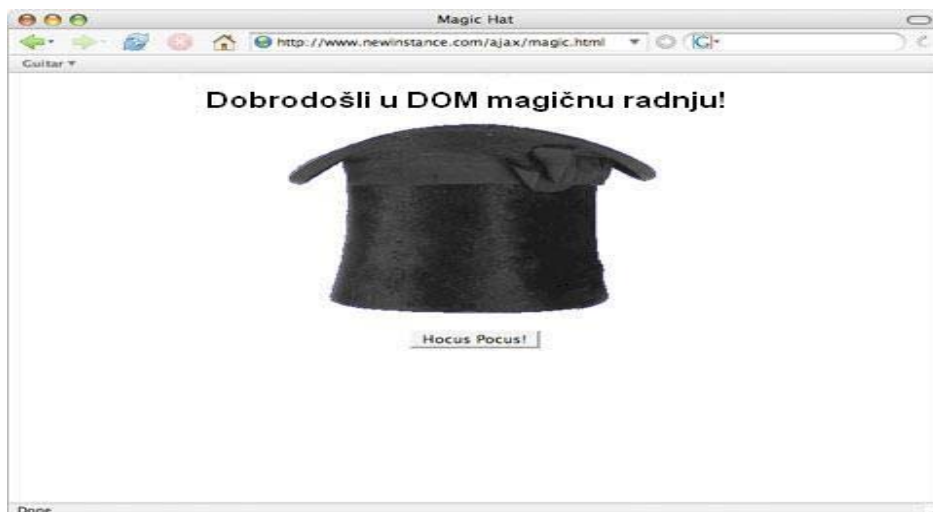 Magic Hat
http://www.newinstance.com/ajax/magic.html
G
Guitar
Dobrodošli u DOM magičnu radnju!
Hocus Pocus!
Done